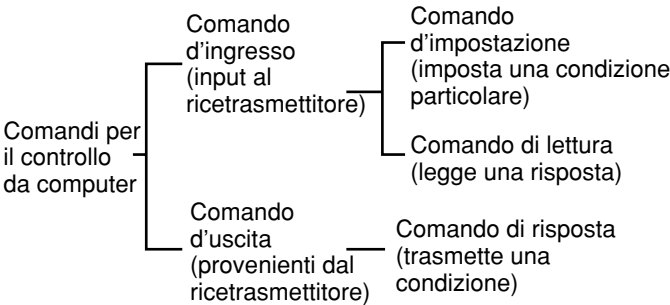 Comandi per
il controllo
da computer
Comando
d'ingresso
(input al
ricetrasmettitore)
Comando
d'impostazione
(imposta una condizione
particolare)
Comando di lettura
(legge una risposta)
Comando
d'uscita
(provenienti dal
ricetrasmettitore)
Comando di risposta
(trasmette una
condizione)